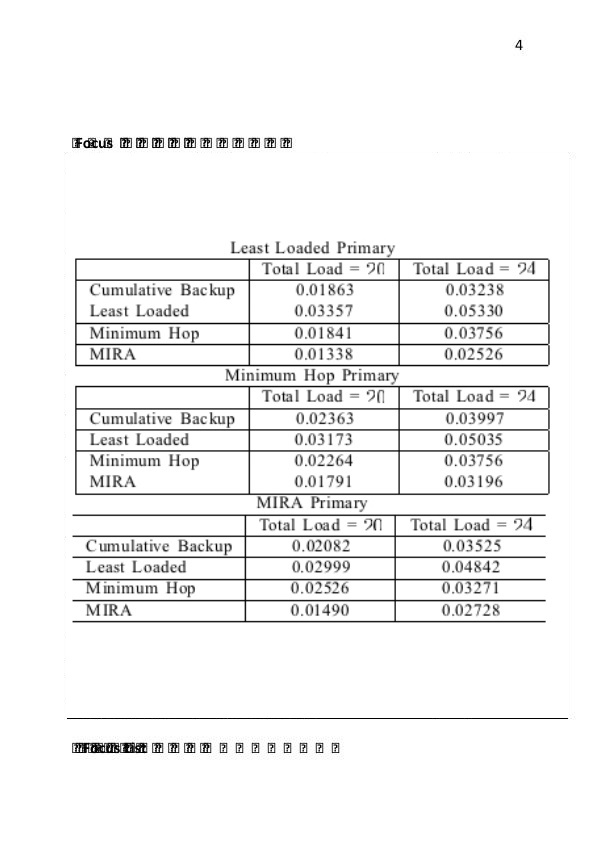 4
Focus
Least Loaded Primary
Total Load = 20 Total Load = 24
Cumulative Backup 0.01863 0.03238
Least Loaded 0.03357 0.05330
Minimum Hop 0.01841 0.03756
MIRA 0.01338 0.02526
Minimum Hop Primary
Total Load = 20 Total Load = 24
Cumulative Backup 0.02363 0.03997
Least Loaded 0.03173 0.05035
Minimum Hop 0.02264 0.03756
MIRA 0.01791 0.03196
MIRA Primary
Total Load = 20 Total Load = 24
Cumulative Backup 0.02082 0.03525
Least Loaded 0.02999 0.04842
Minimum Hop 0.02526 0.03271
MIRA 0.01490 0.02728
Focus